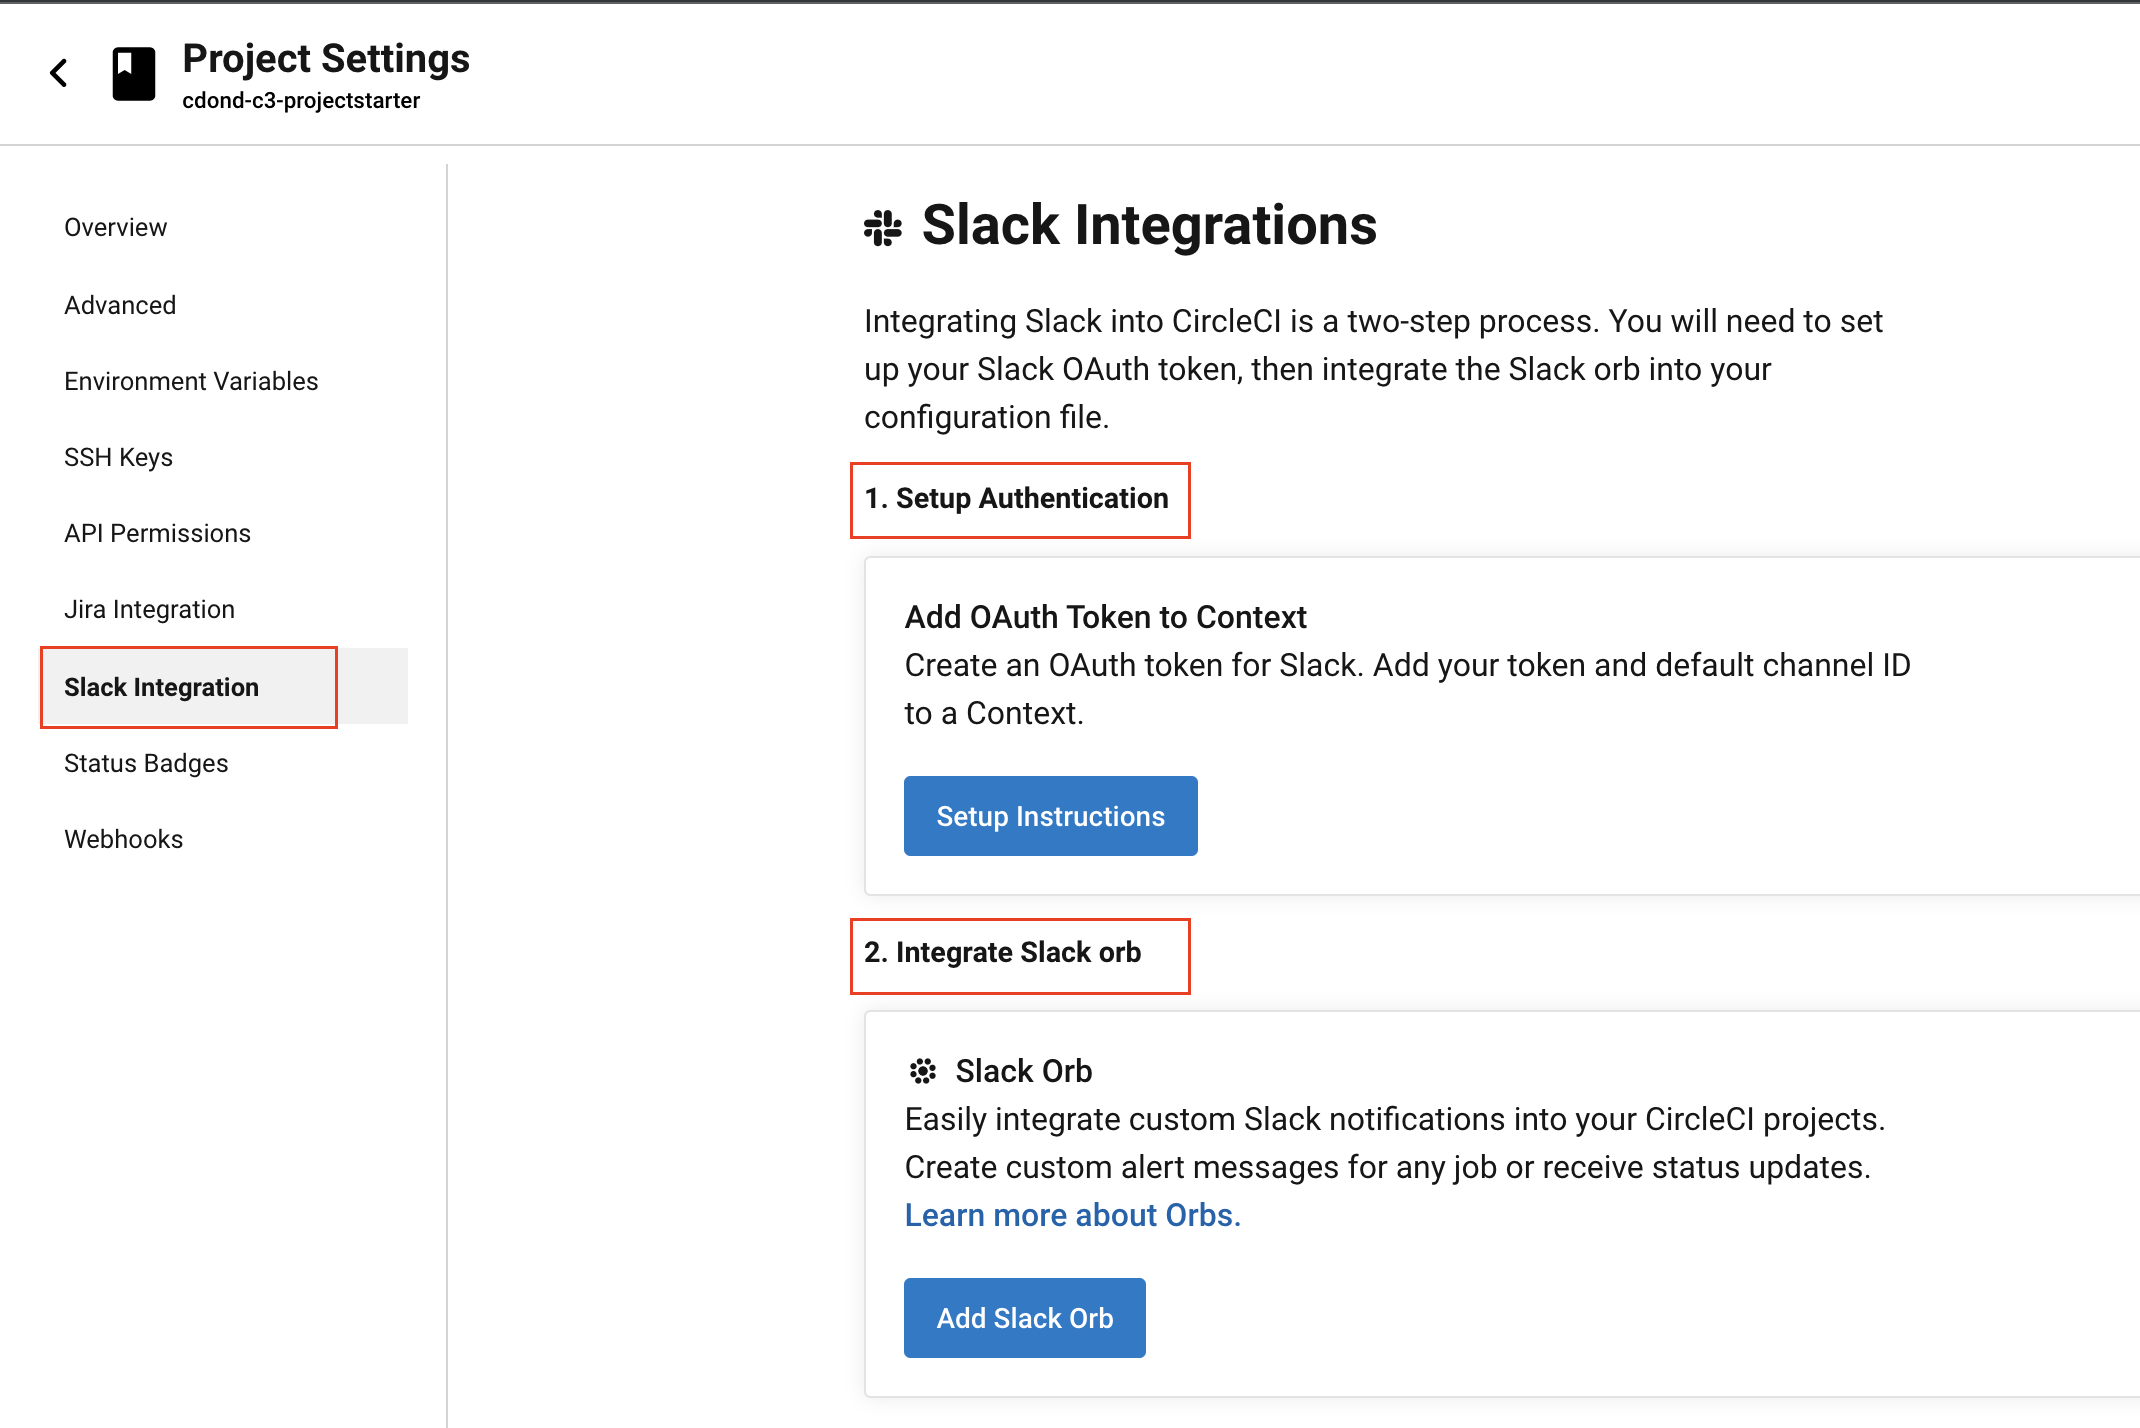 Project Settings
cdond-c3-projectstarter
Overview
Advanced
Environment Variables
SSH Keys
API Permissions
Jira Integration
Slack Integration
Status Badges
Webhooks
Slack Integrations
Integrating Slack into CircleCI is a two-step process. You will need to set
up your Slack OAuth token, then integrate the Slack orb into your
configuration file.
1. Setup Authentication
Add OAuth Token to Context
Create an OAuth token for Slack. Add your token and default channel ID
to a Context.
Setup Instructions
2. Integrate Slack orb
Slack Orb
Easily integrate custom Slack notifications into your CircleCI projects.
Create custom alert messages for any job or receive status updates.
Learn more about Orbs.
Add Slack Orb